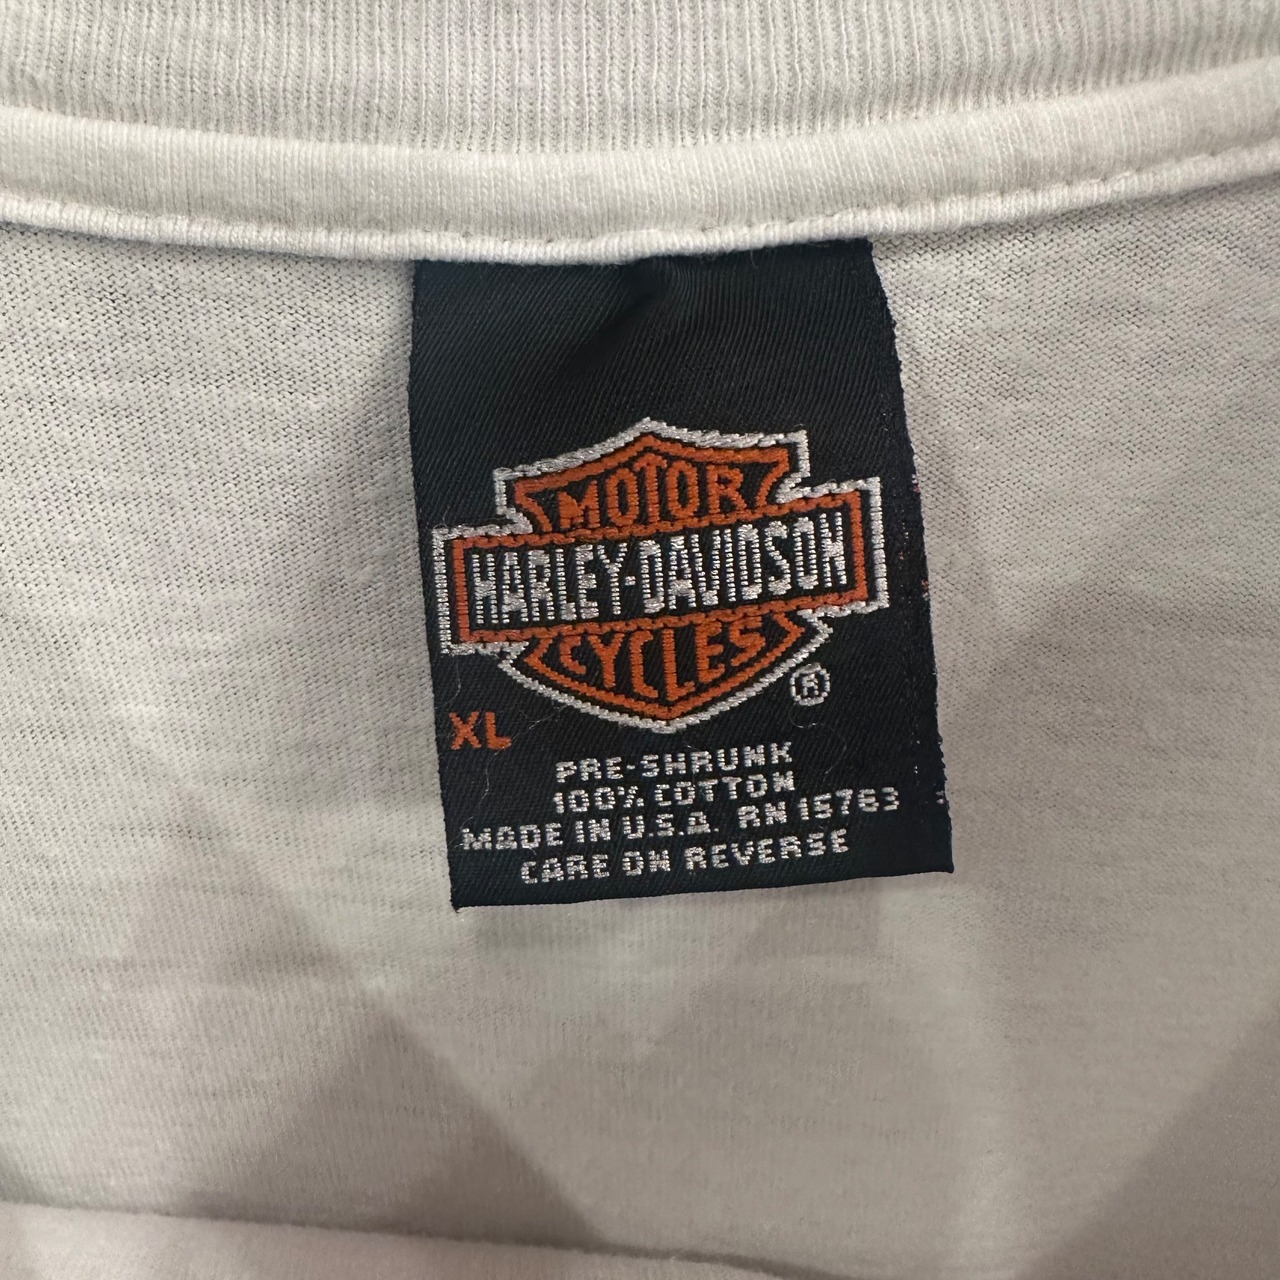 MOTOR
HARLEY-DAVIDSON
CYCLES
®
XL
PRE-SHRUNK
100% COTTON
MADE IN U.S.A. RN 15763
CARE ON REVERSE